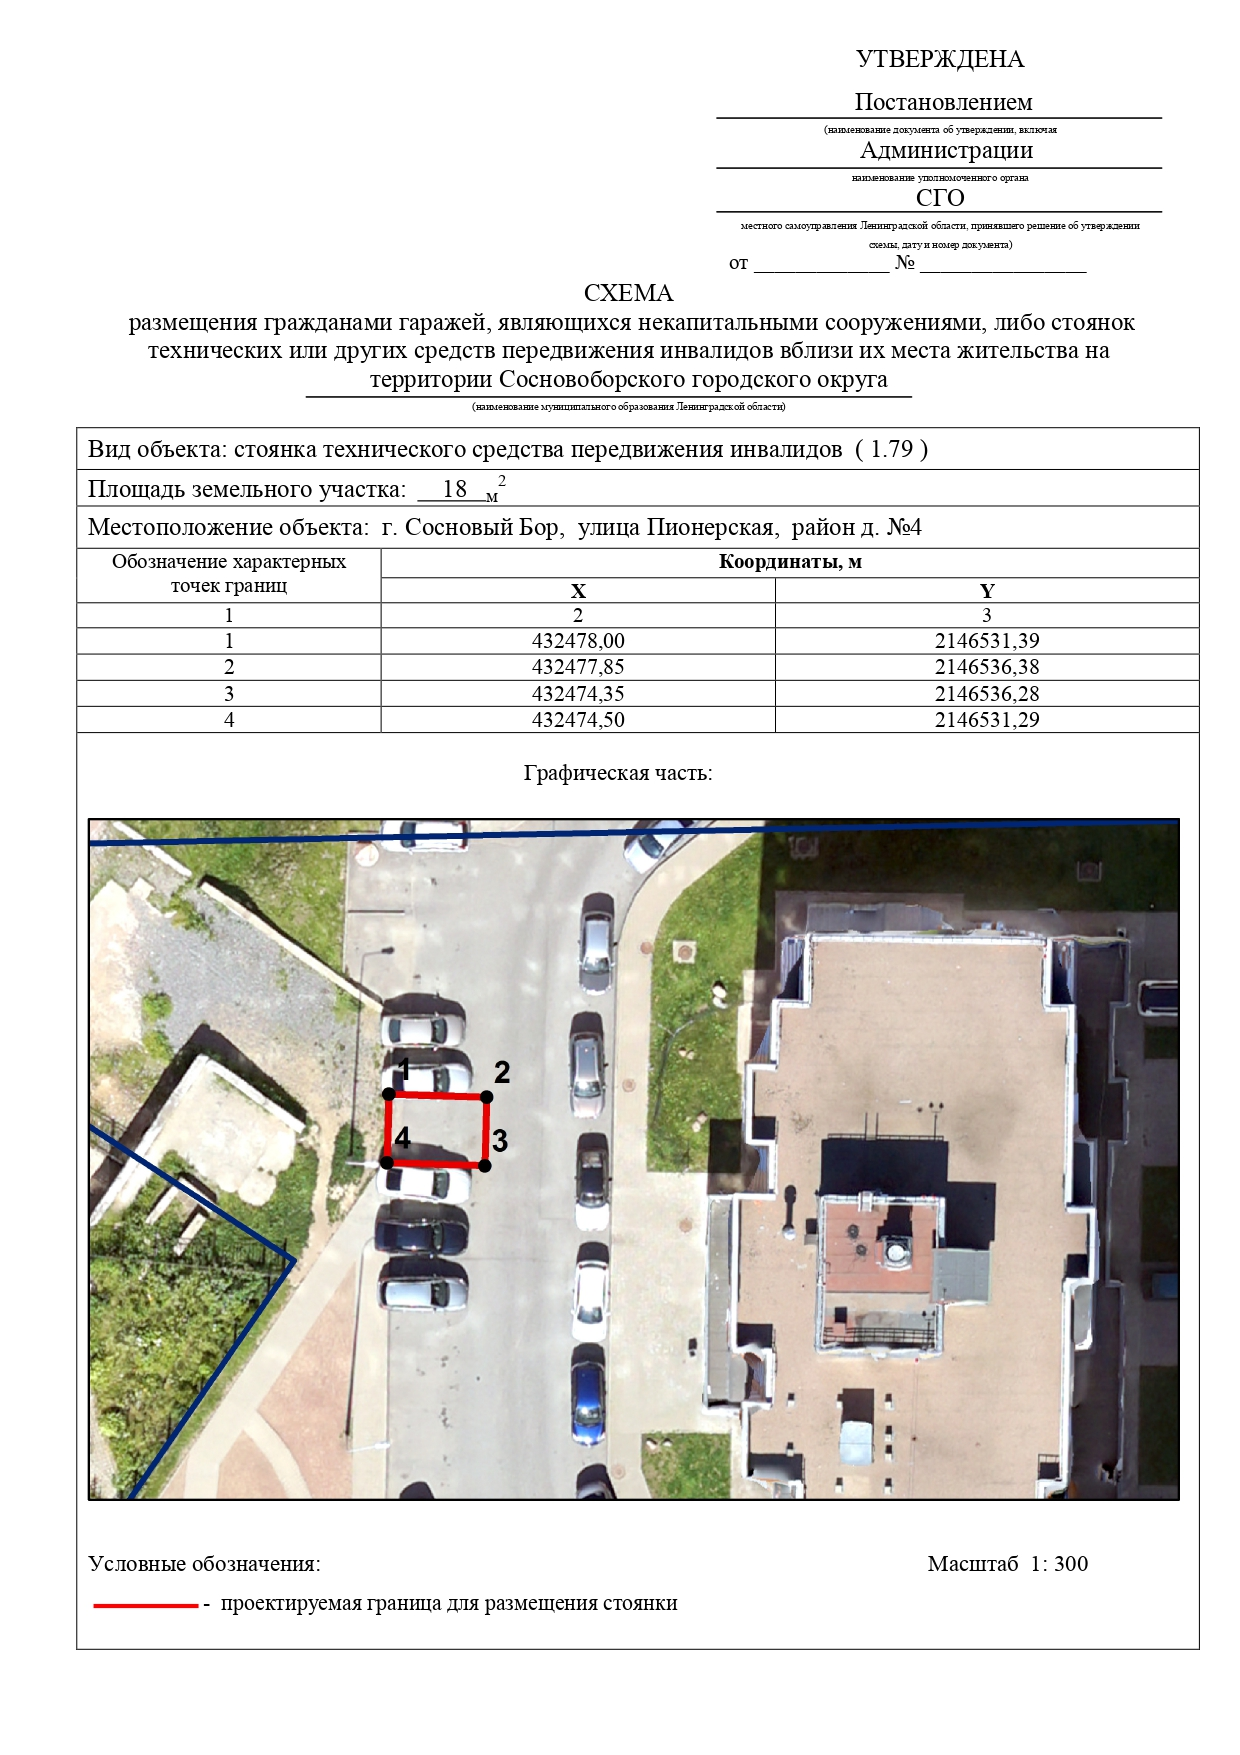 УТВЕРЖДЕНА
Постановлением
(наименование документа об утверждении, включая
Администрации
наименование уполномоченного органа
СГО
местного самоуправления Ленинградской области, принявшего решение об утверждении
схемы, дату и номер документа)
от _____________ № ________________
СХЕМА
размещения гражданами гаражей, являющихся некапитальными сооружениями, либо стоянок
технических или других средств передвижения инвалидов вблизи их места жительства на
территории Сосновоборского городского округа
(наименование муниципального образования Ленинградской области)
Вид объекта: стоянка технического средства передвижения инвалидов ( 1.79 )
Площадь земельного участка: 18 м2
Местоположение объекта: г. Сосновый Бор, улица Пионерская, район д. №4
Обозначение характерных
точек границ
Координаты, м
X Y
1 2 3
1 432478,00 2146531,39
2 432477,85 2146536,38
3 432474,35 2146536,28
4 432474,50 2146531,29
Графическая часть:
1
2
4
3
Условные обозначения: Масштаб 1: 300
- проектируемая граница для размещения стоянки